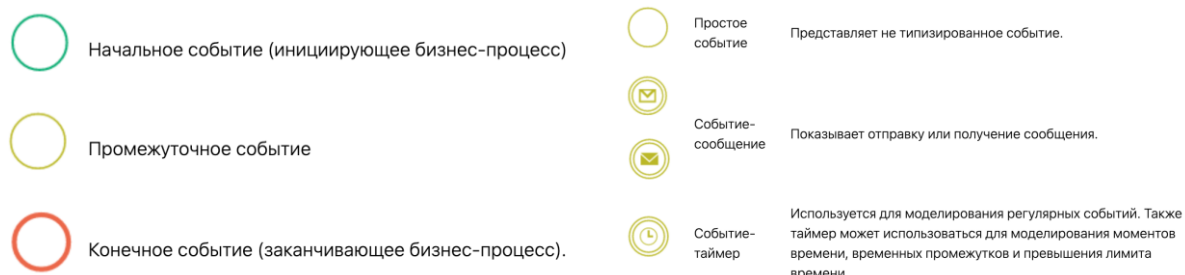 Начальное событие (инициирующее бизнес-процесс)
Промежуточное событие
Конечное событие (заканчивающее бизнес-процесс).
Простое
событие
Представляет не типизированное событие.
Событие-
сообщение
Показывает отправку или получение сообщения.
Событие-
таймер
Используется для моделирования регулярных событий. Также
таймер может использоваться для моделирования моментов
времени, временных промежутков и превышения лимита
времени